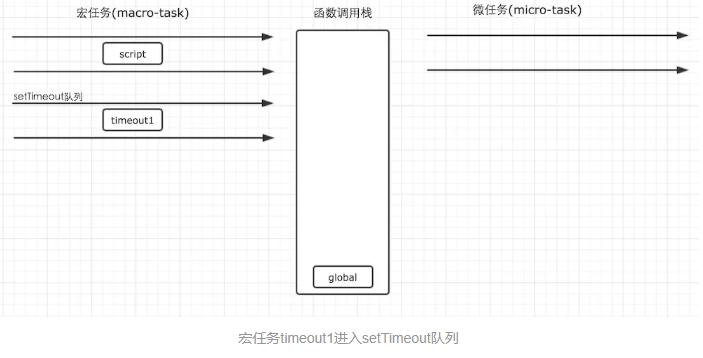 宏任务(macro-task)
函数调用栈
微任务(micro-task)
script
setTimeout队列
timeout1
global
宏任务timeout1进入setTimeout队列